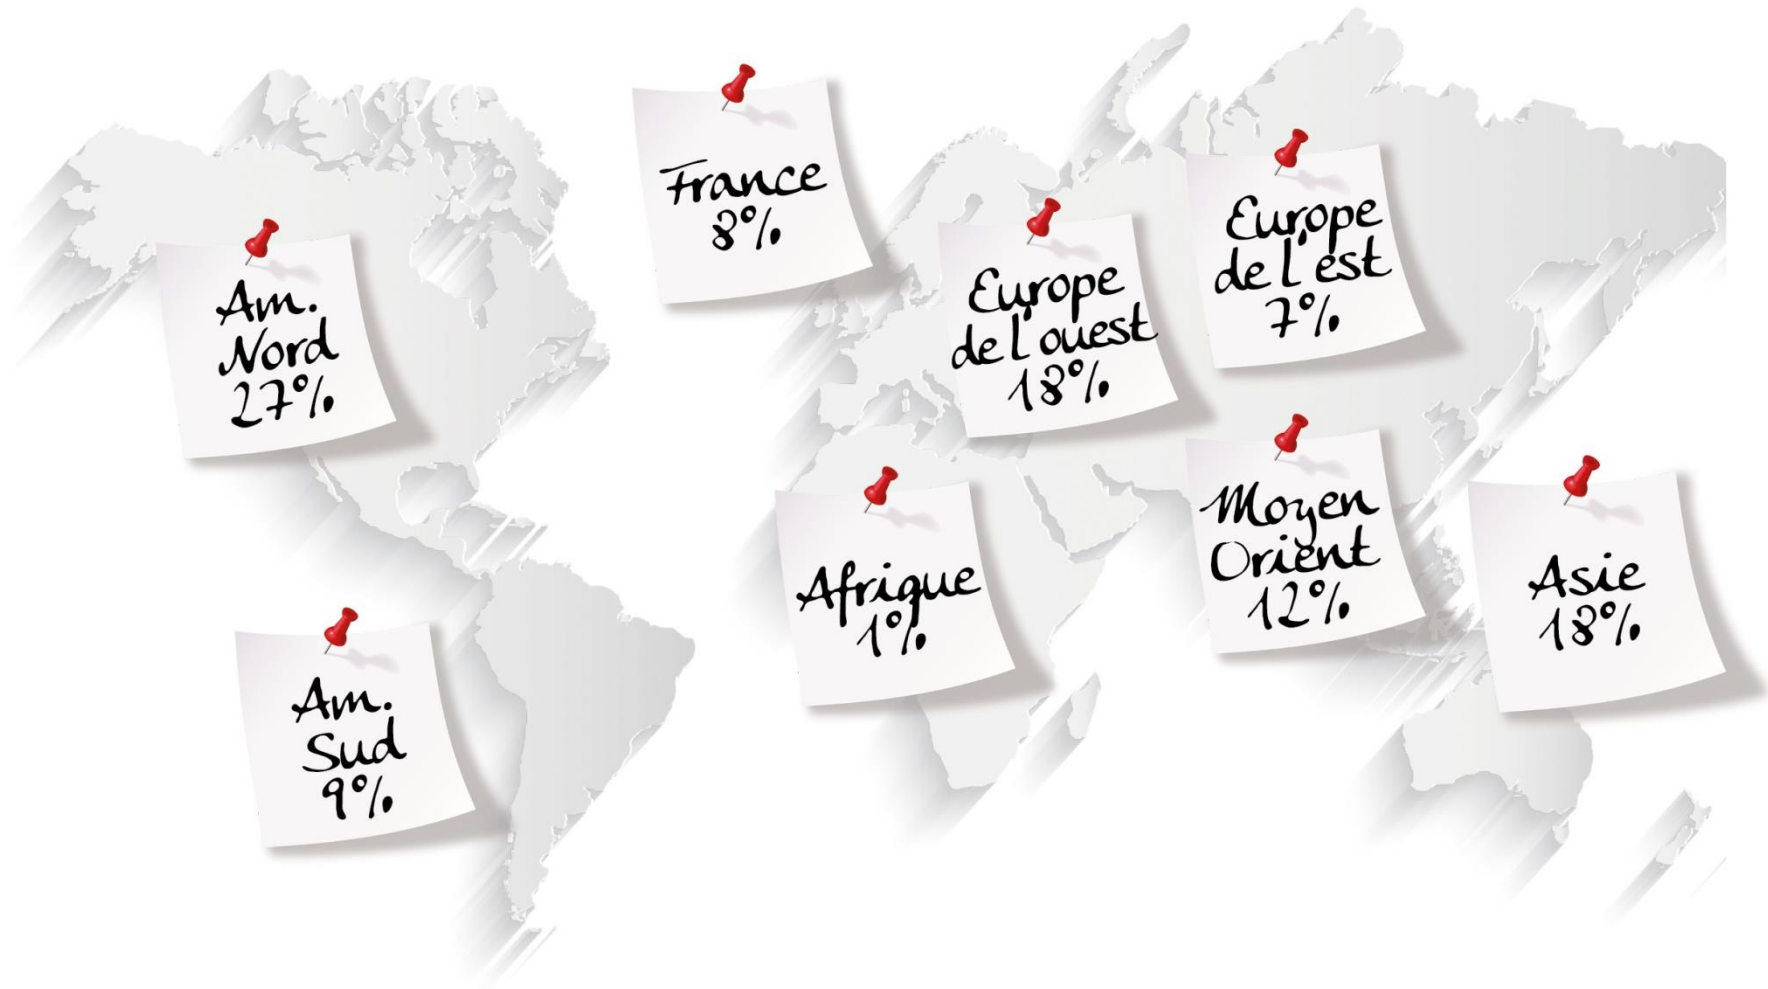 France
8%
Europe
de l'est
7%
Am.
Nord
27%
Europe
de l'ouest
18%
Moyen
Orient
12%
Afrique
1%
Asie
18%
Am.
Sud
9%